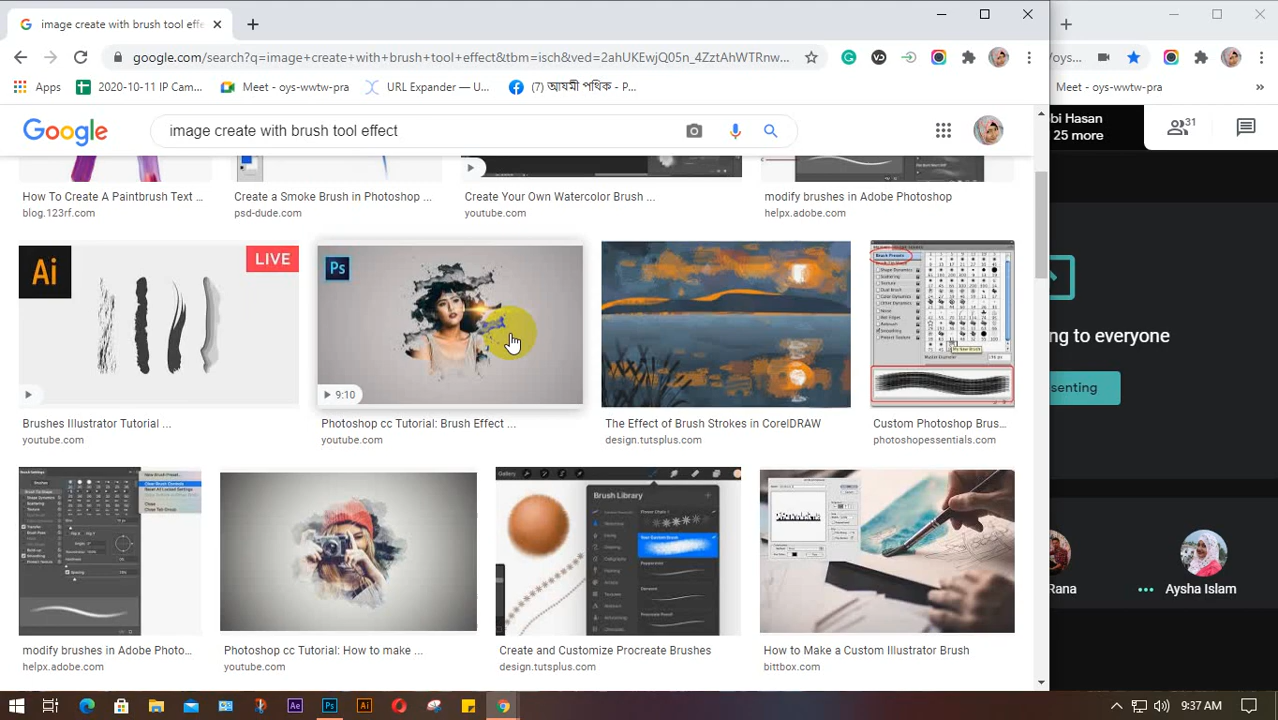 image create with brush tool effe
google.com/search?q=image+create+with+brush+tool+effect&tbm=isch&ved=2ahUKEwjQ05n_4ZztAhWTRnw...
/oys...
Apps
2020-10-11 IP Cam...
Meet - oys-wwtw-pra
URL Expander — U...
(7) আযমী পথিক - P...
Meet - oys-wwtw-pra
»
Google
image create with brush tool effect
bi Hasan
25 more
31
How To Create A Paintbrush Text ...
blog.123rf.com
Create a Smoke Brush in Photoshop ...
psd-dude.com
Create Your Own Watercolor Brush ...
youtube.com
modify brushes in Adobe Photoshop
helpx.adobe.com
Ai
LIVE
Ps
9:10
Brush Presets
Brushes Illustrator Tutorial ...
youtube.com
Photoshop cc Tutorial: Brush Effect ...
youtube.com
The Effect of Brush Strokes in CorelDRAW
design.tutsplus.com
Custom Photoshop Brus...
photoshopessentials.com
ng to everyone
senting
Gallery
Brush Library
modify brushes in Adobe Photo...
helpx.adobe.com
Photoshop cc Tutorial: How to make ...
youtube.com
Create and Customize Procreate Brushes
design.tutsplus.com
How to Make a Custom Illustrator Brush
bittbox.com
Rana
Aysha Islam
Ae
Ps
Ai
9:37 AM